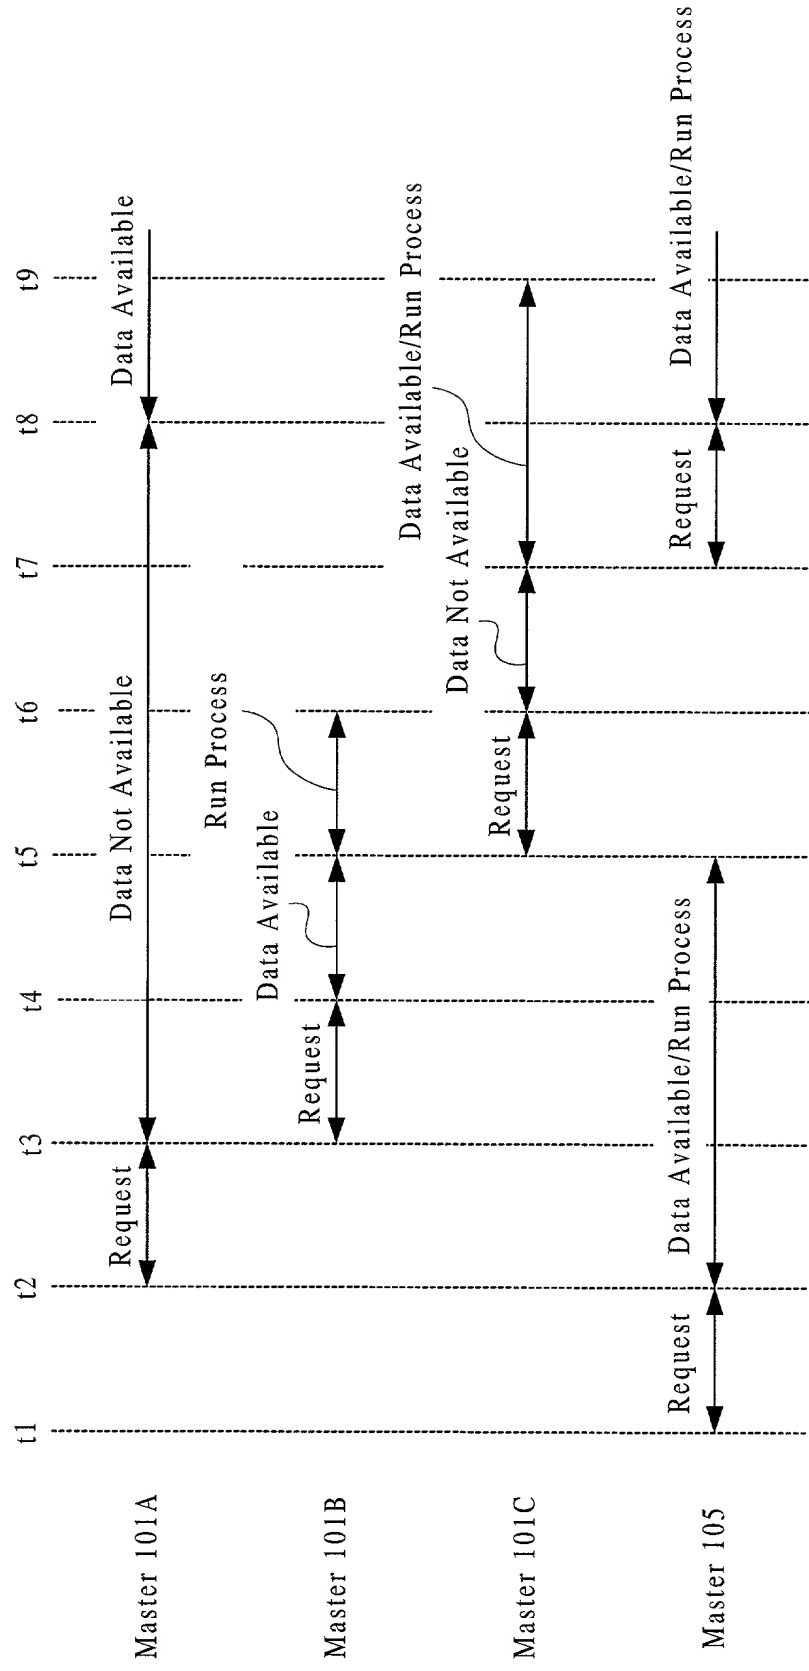 t1
t2
t3
t4
t5
t6
t7
t8
t9
Master 101A
Request
Data Not Available
Data Available
Master 101B
Request
Data Available
Run Process
Master 101C
Request
Data Not Available
Data Available/Run Process
Master 105
Request
Data Available/Run Process
Request
Data Available/Run Process